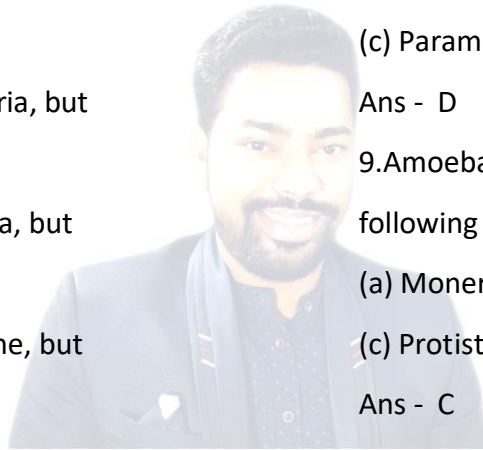 ria, but
a, but
ne, but
(c) Param
Ans - D
9.Amoeba
following
(a) Moner
(c) Protist
Ans - C